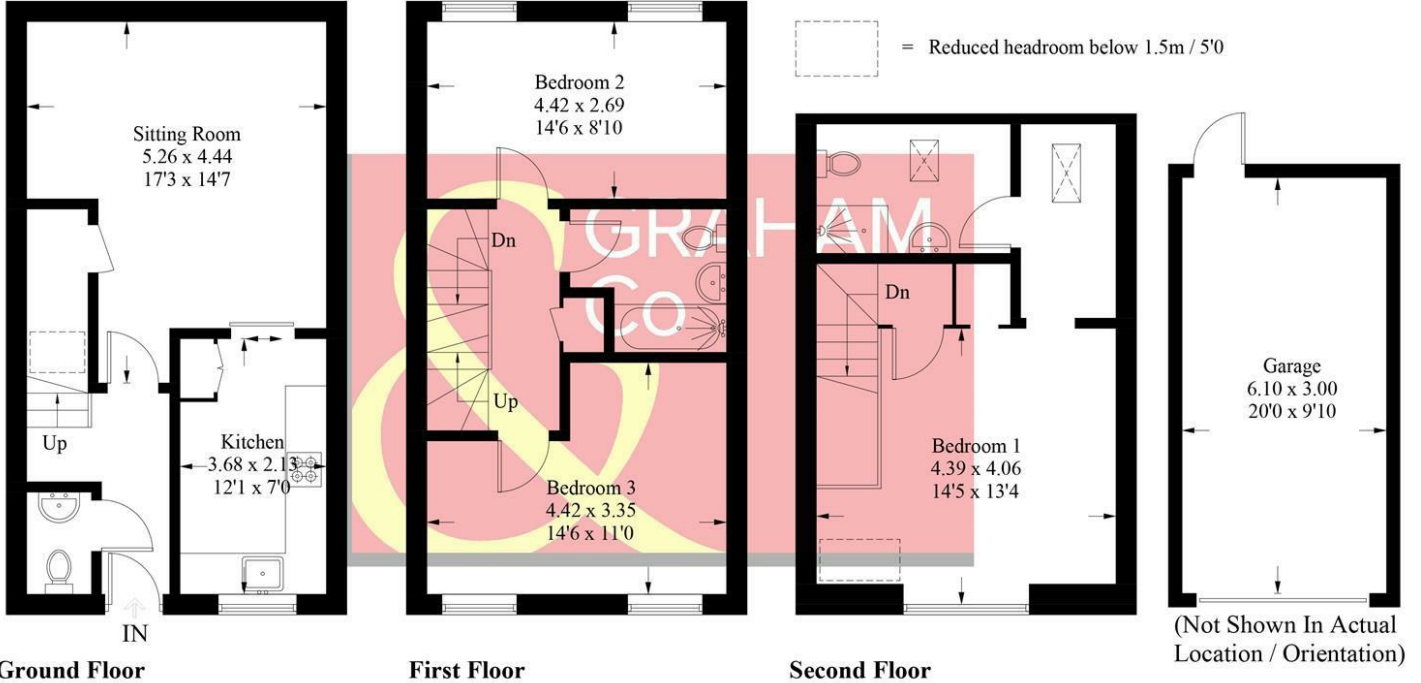 = Reduced headroom below 1.5m / 5'0
Sitting Room
5.26 x 4.44
17'3 x 14'7
Up
Kitchen
3.68 x 2.13
12'1 x 7'0
IN
Ground Floor
Bedroom 2
4.42 x 2.69
14'6 x 8'10
Dn
Up
Bedroom 3
4.42 x 3.35
14'6 x 11'0
First Floor
& GRAHAM
Co
Dn
Bedroom 1
4.39 x 4.06
14'5 x 13'4
Second Floor
Garage
6.10 x 3.00
20'0 x 9'10
(Not Shown In Actual
Location / Orientation)